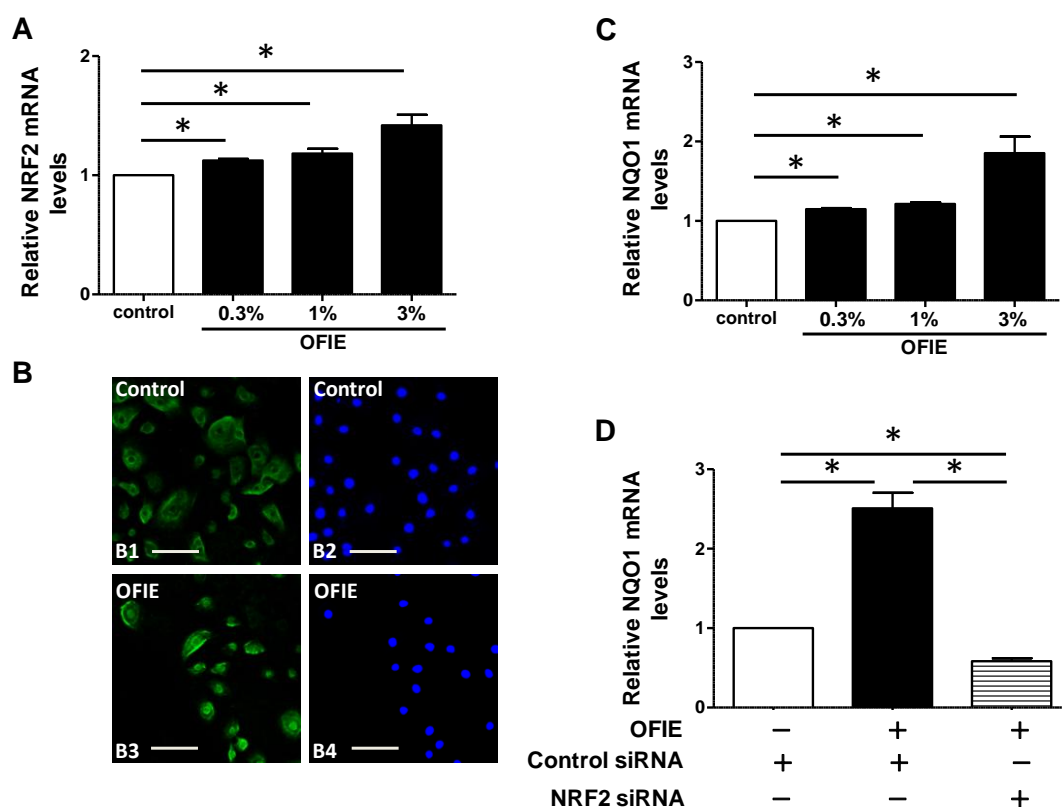 A
Relative NRF2 mRNA
levels
2
1
0
*
*
*
control
0.3%
1%
3%
OFIE
B
Control
B1
Control
B2
OFIE
B3
OFIE
B4
C
Relative NQO1 mRNA
levels
3
2
1
0
*
*
*
control
0.3%
1%
3%
OFIE
D
Relative NQO1 mRNA
levels
3
2
1
0
*
* *
OFIE − + +
Control siRNA + + −
NRF2 siRNA − − +